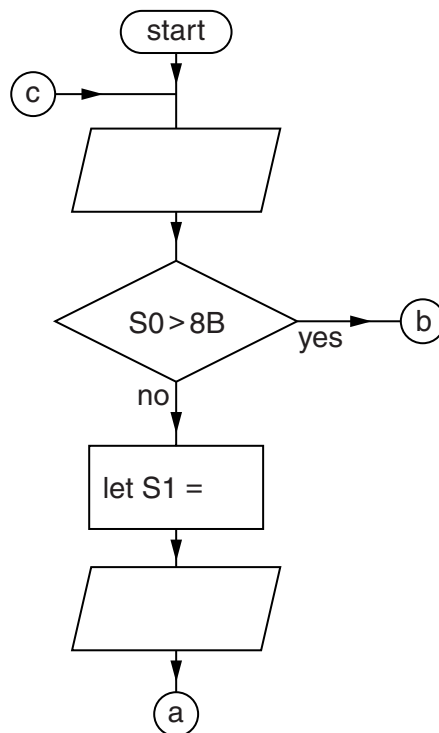 start
c
S0 > 8B
b
yes
no
let S1 =
a